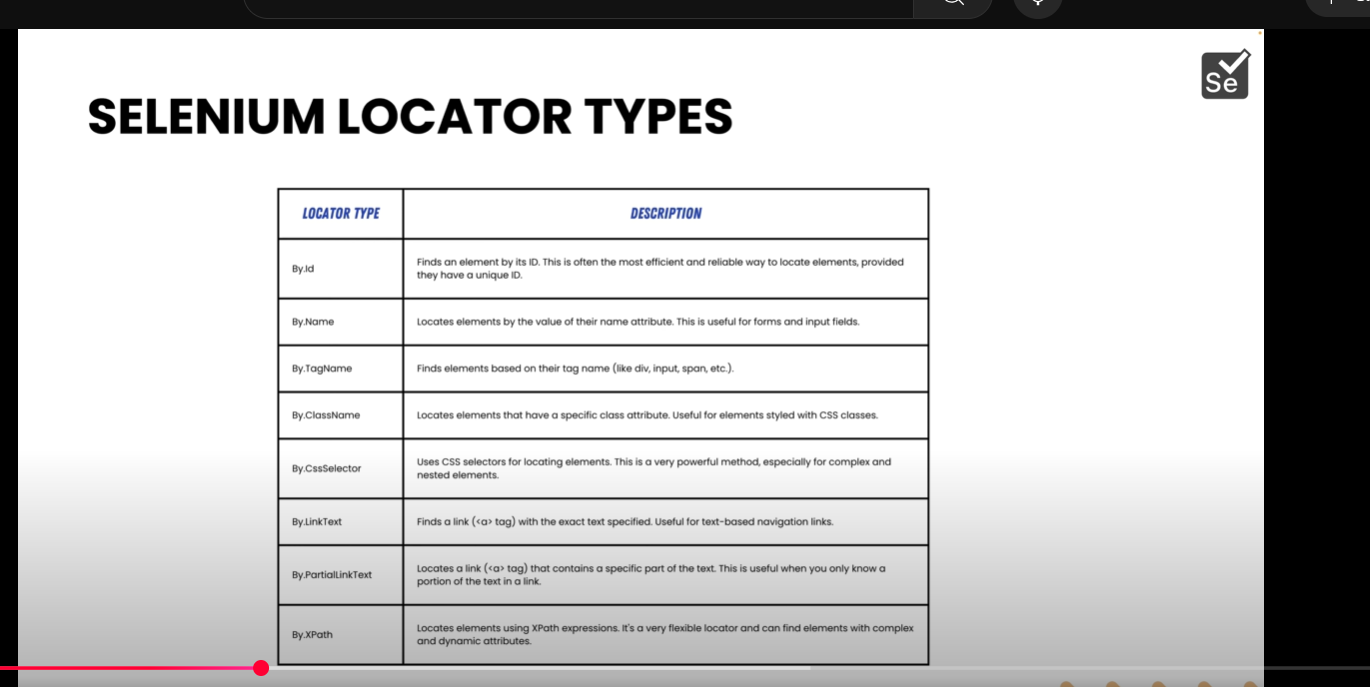 Se
SELENIUM LOCATOR TYPES
LOCATOR TYPE
DESCRIPTION
By.Id
Finds an element by its ID. This is often the most efficient and reliable way to locate elements, provided
they have a unique ID.
By.Name
Locates elements by the value of their name attribute. This is useful for forms and input fields.
By.TagName
Finds elements based on their tag name (like div, input, span, etc.).
By.ClassName
Locates elements that have a specific class attribute. Useful for elements styled with CSS classes.
By.CssSelector
Uses CSS selectors for locating elements. This is a very powerful method, especially for complex and
nested elements.
By.LinkText
Finds a link (<a> tag) with the exact text specified. Useful for text-based navigation links.
By.PartialLinkText
Locates a link (<a> tag) that contains a specific part of the text. This is useful when you only know a
portion of the text in a link.
By.XPath
Locates elements using XPath expressions. It's a very flexible locator and can find elements with complex
and dynamic attributes.